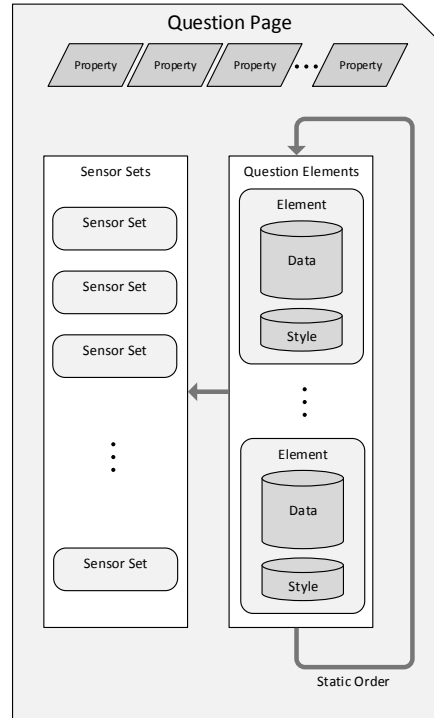 Question Page
Property Property Property ••• Property
Sensor Sets
Sensor Set
Sensor Set
Sensor Set
Sensor Set
Question Elements
Element
Data
Style
Element
Data
Style
Static Order